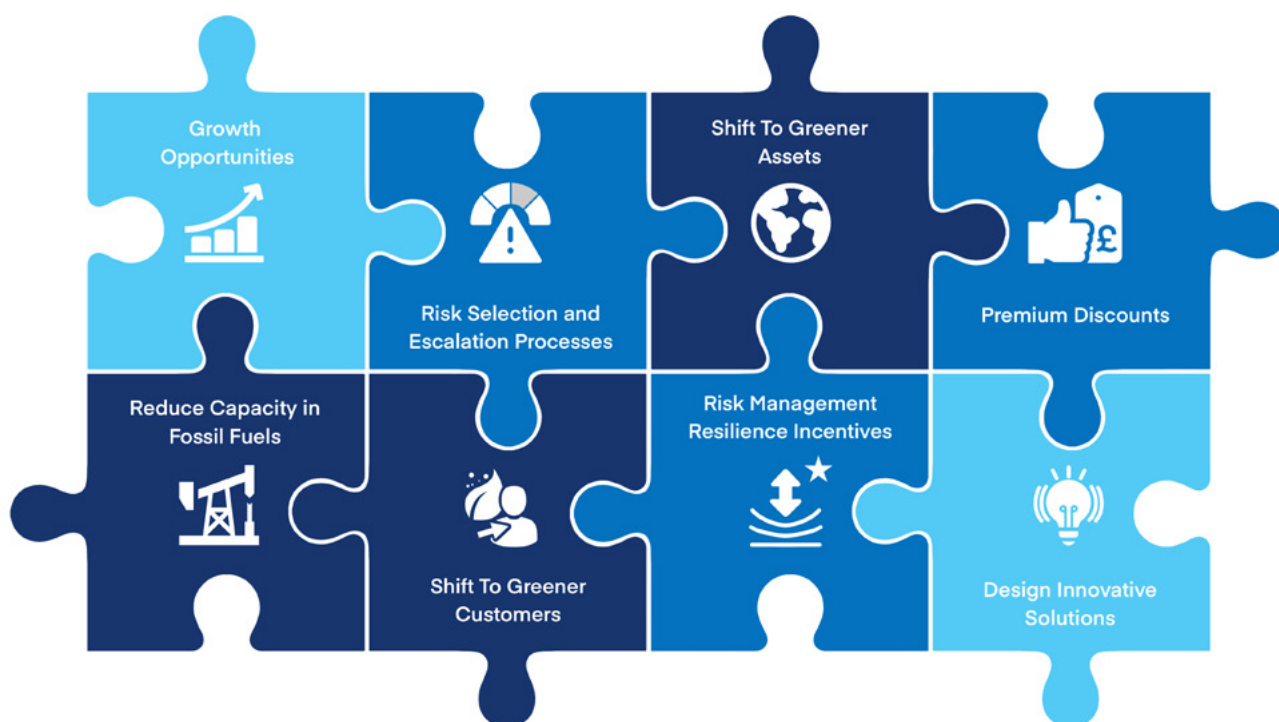 Growth
Opportunities
Risk Selection and
Escalation Processes
Shift To Greener
Assets
£
Premium Discounts
Reduce Capacity in
Fossil Fuels
Shift To Greener
Customers
Risk Management
Resilience Incentives
Design Innovative
Solutions